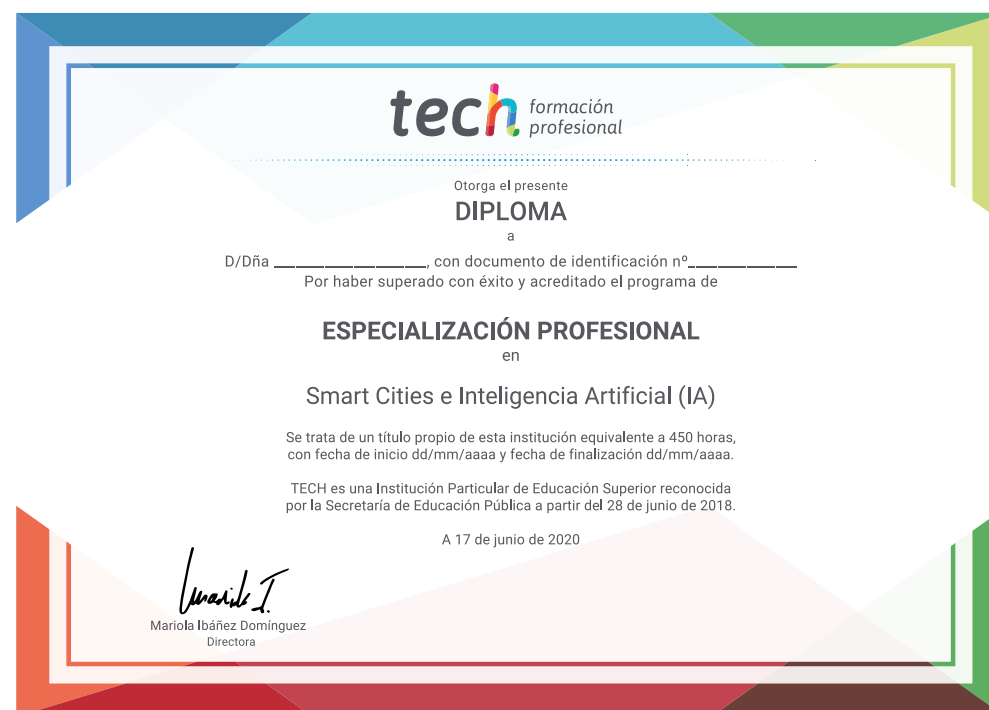 tech formación
profesional
Otorga el presente
DIPLOMA
a
D/Dña ______________, con documento de identificación nº__________
Por haber superado con éxito y acreditado el programa de
ESPECIALIZACIÓN PROFESIONAL
en
Smart Cities e Inteligencia Artificial (IA)
Se trata de un título propio de esta institución equivalente a 450 horas,
con fecha de inicio dd/mm/aaaa y fecha de finalización dd/mm/aaaa.
TECH es una Institución Particular de Educación Superior reconocida
por la Secretaría de Educación Pública a partir del 28 de junio de 2018.
A 17 de junio de 2020
Mariola Ibáñez Domínguez
Directora